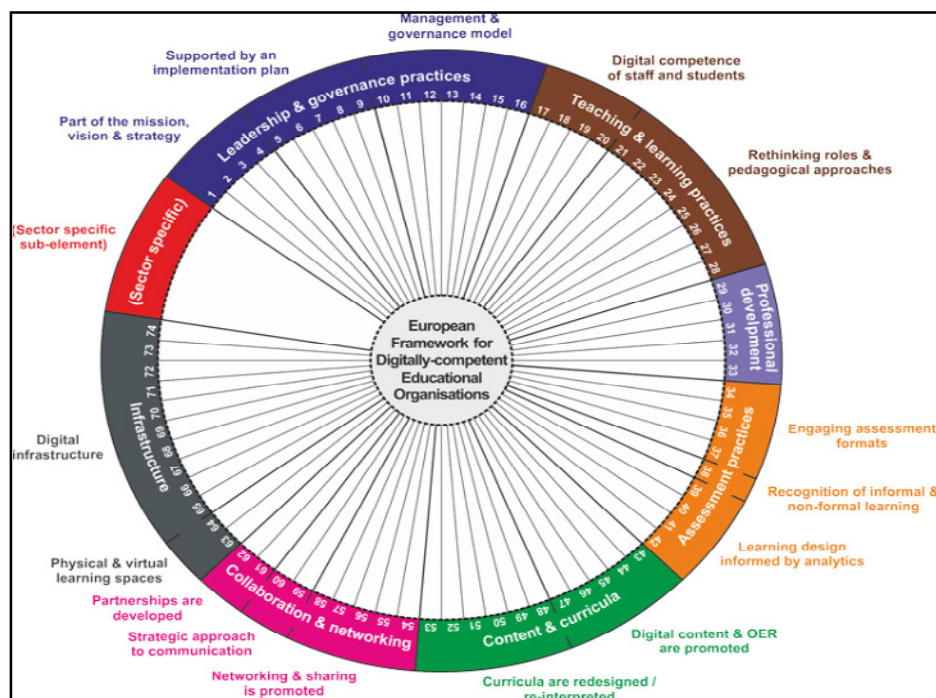 Management &
governance model
Supported by an
implementation plan
Part of the mission,
vision & strategy
(Sector specific
sub-element)
Digital competence
of staff and students
Rethinking roles &
pedagogical approaches
Leadership & governance practices
Teaching & learning practices
Professional
develpment
Assessment practices
Content & curricula
Collaboration & networking
Infrastructure
(Sector specific)
1 2 3 4 5 6 7 8 9 10 11 12 13 14 15 16
17 18 19 20 21 22 23 24 25 26 27 28
29 30 31 32 33
34 35 36 37 38 39 40 41 42
43 44 45 46 47 48 49 50 51 52 53
54 55 56 57 58 59 60 61 62
63 64 65 66 67 68 69 70 71 72 73 74
European
Framework for
Digitally-competent
Educational
Organisations
Engaging assessment
formats
Recognition of informal &
non-formal learning
Learning design
informed by analytics
Digital content & OER
are promoted
Curricula are redesigned /
re-interpreted
Networking & sharing
is promoted
Strategic approach
to communication
Partnerships are
developed
Physical & virtual
learning spaces
Digital
infrastructure